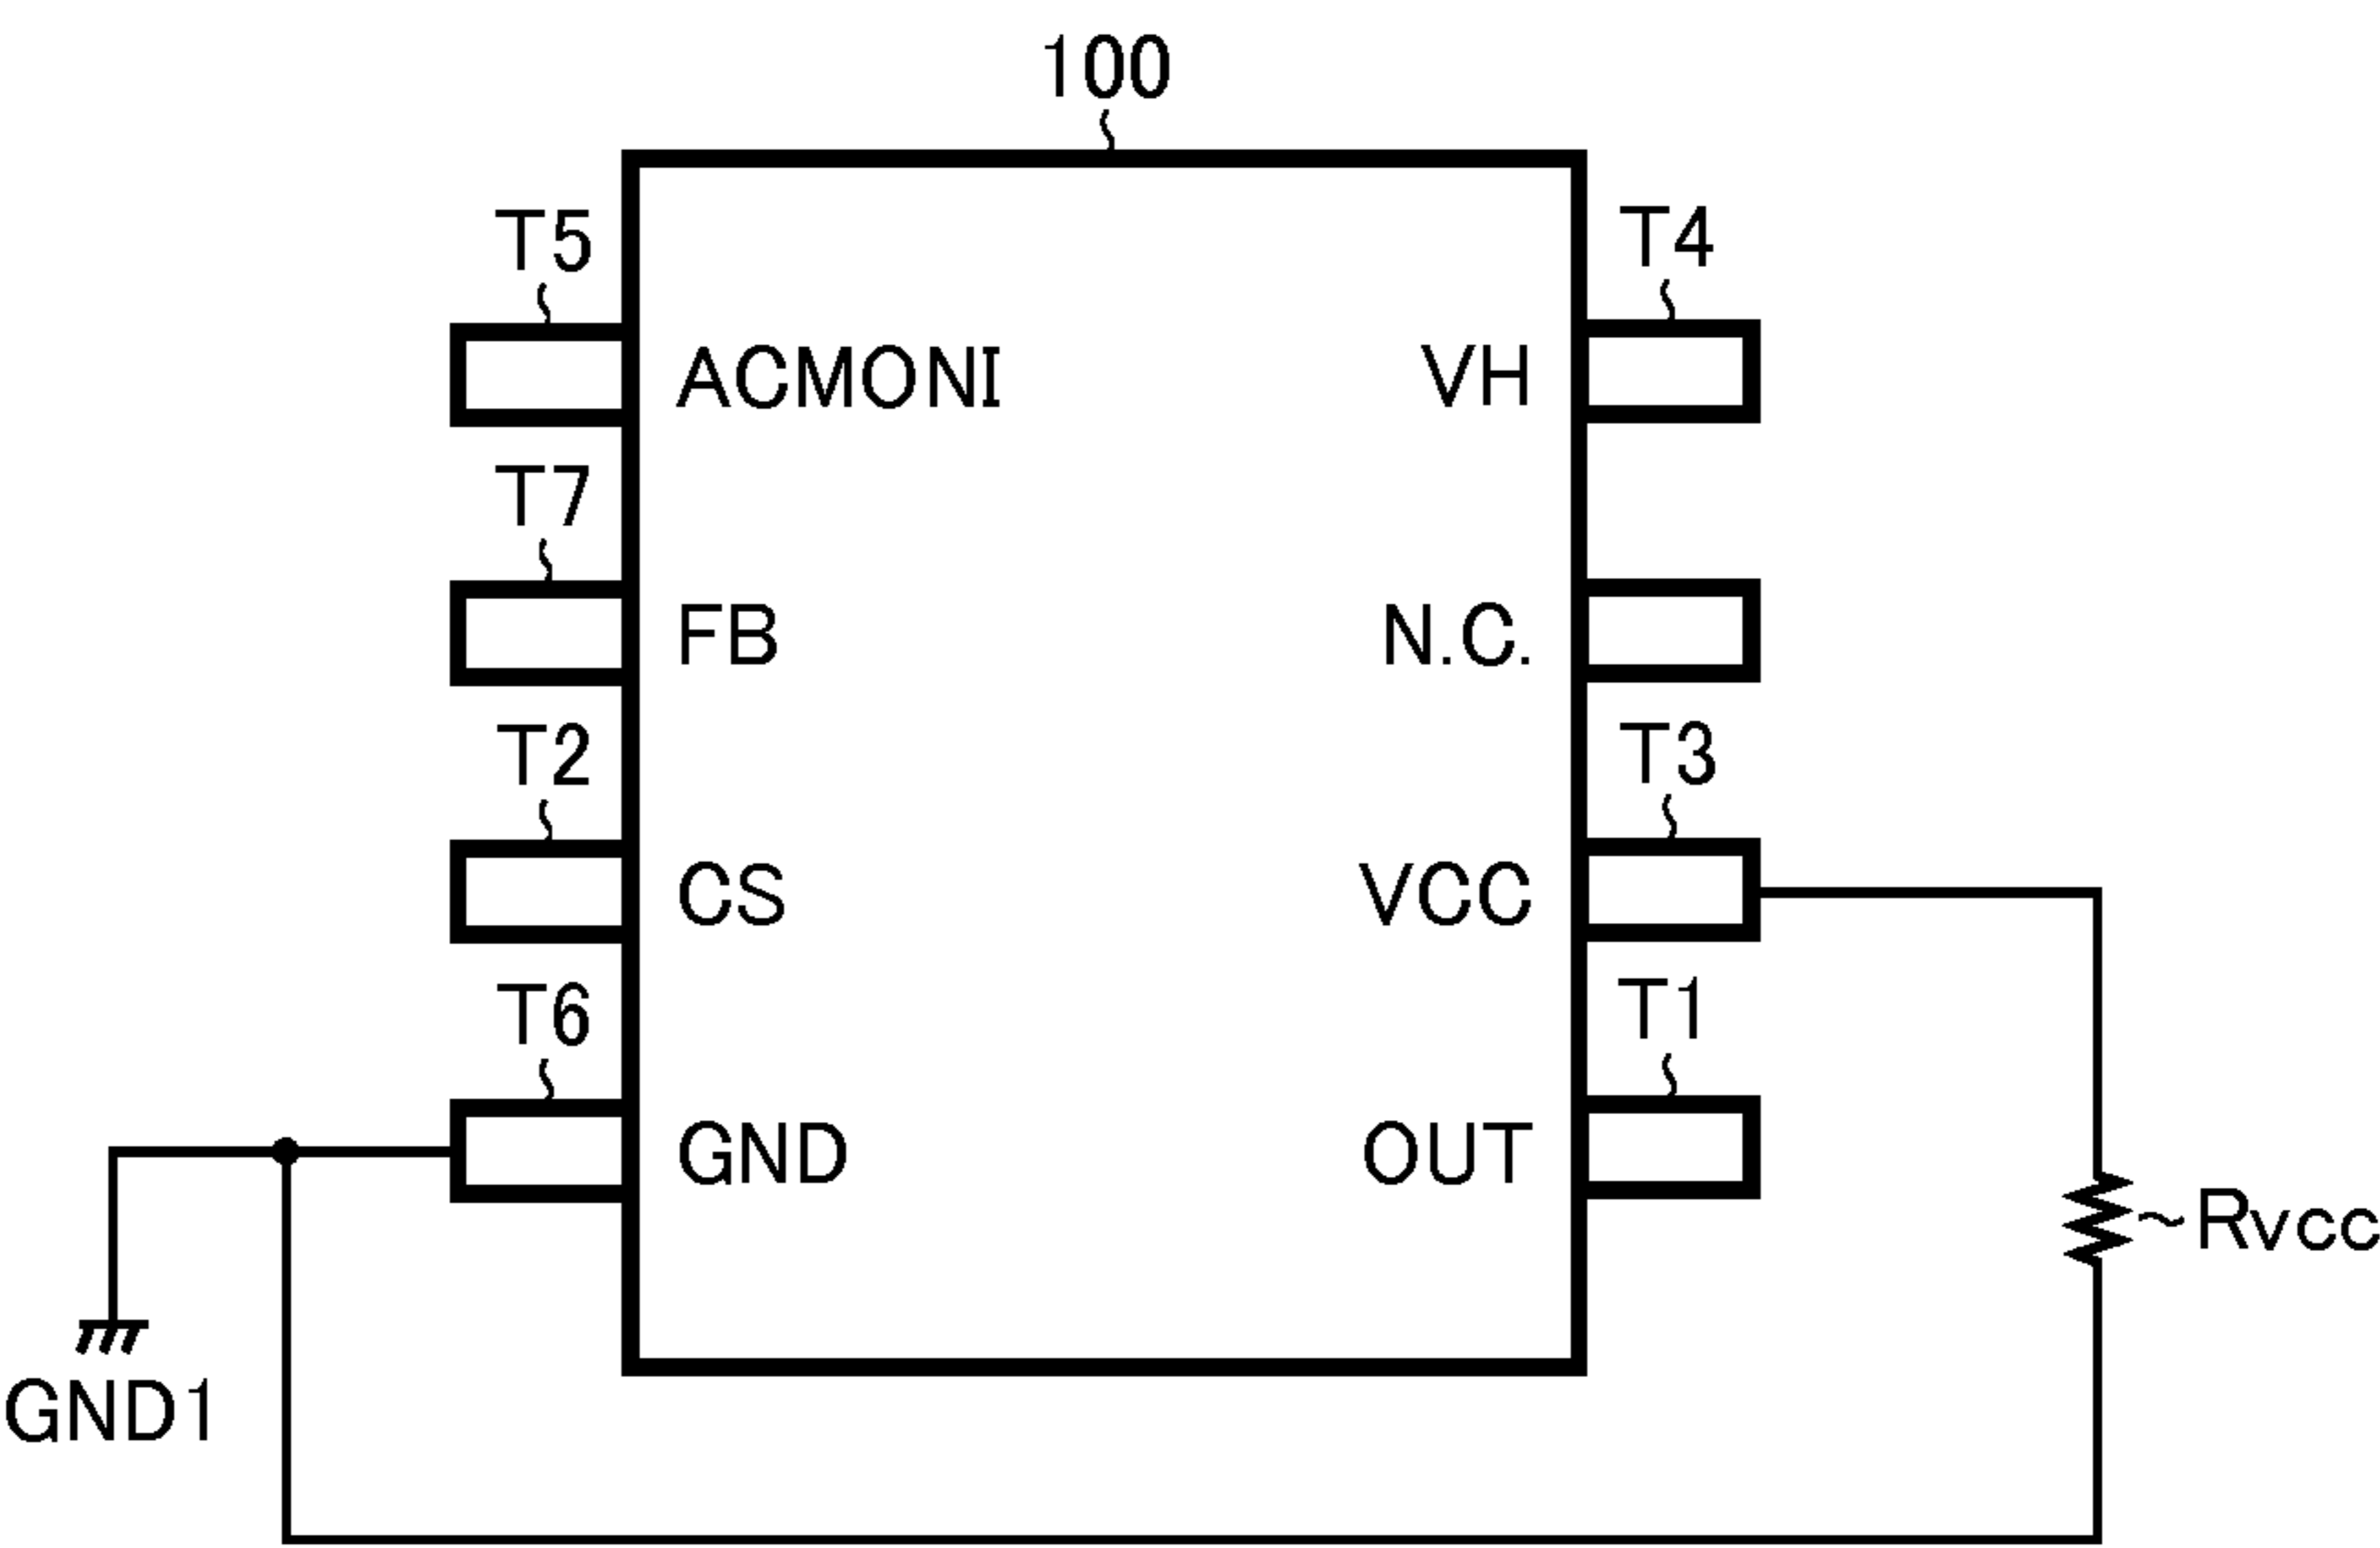 100
T5
T4
ACMONI
VH
T7
FB
N.C.
T2
T3
CS
VCC
T6
T1
GND
OUT
Rvcc
GND1